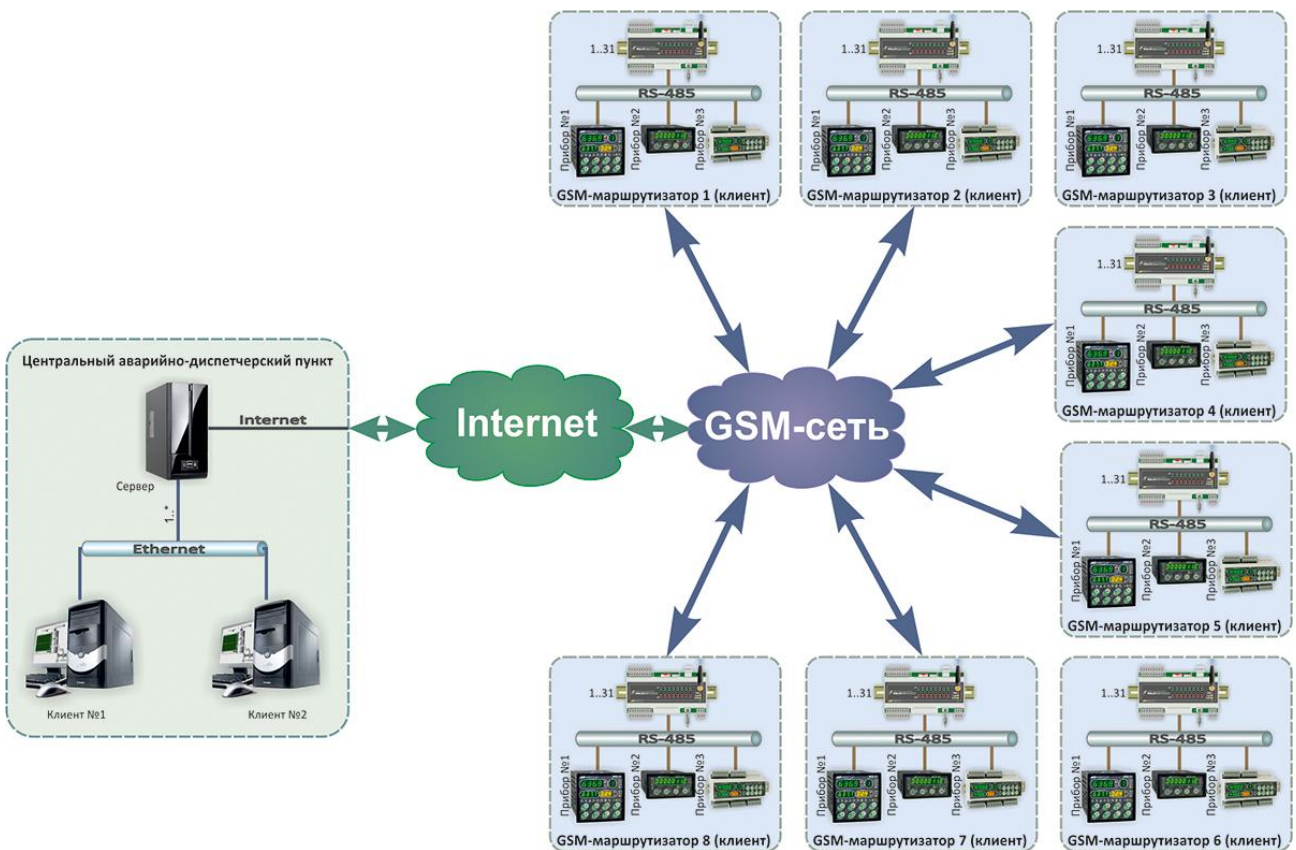 1..31
RS-485
Прибор №1
Прибор №2
Прибор №3
GSM-маршрутизатор 1 (клиент)
1..31
RS-485
Прибор №1
Прибор №2
Прибор №3
GSM-маршрутизатор 2 (клиент)
1..31
RS-485
Прибор №1
Прибор №2
Прибор №3
GSM-маршрутизатор 3 (клиент)
1..31
RS-485
Прибор №1
Прибор №2
Прибор №3
GSM-маршрутизатор 4 (клиент)
Центральный аварийно-диспетчерский пункт
Internet
Сервер
1..*
Ethernet
Клиент №1
Клиент №2
Internet
GSM-сеть
1..31
RS-485
Прибор №1
Прибор №2
Прибор №3
GSM-маршрутизатор 5 (клиент)
1..31
RS-485
Прибор №1
Прибор №2
Прибор №3
GSM-маршрутизатор 8 (клиент)
1..31
RS-485
Прибор №1
Прибор №2
Прибор №3
GSM-маршрутизатор 7 (клиент)
1..31
RS-485
Прибор №1
Прибор №2
Прибор №3
GSM-маршрутизатор 6 (клиент)